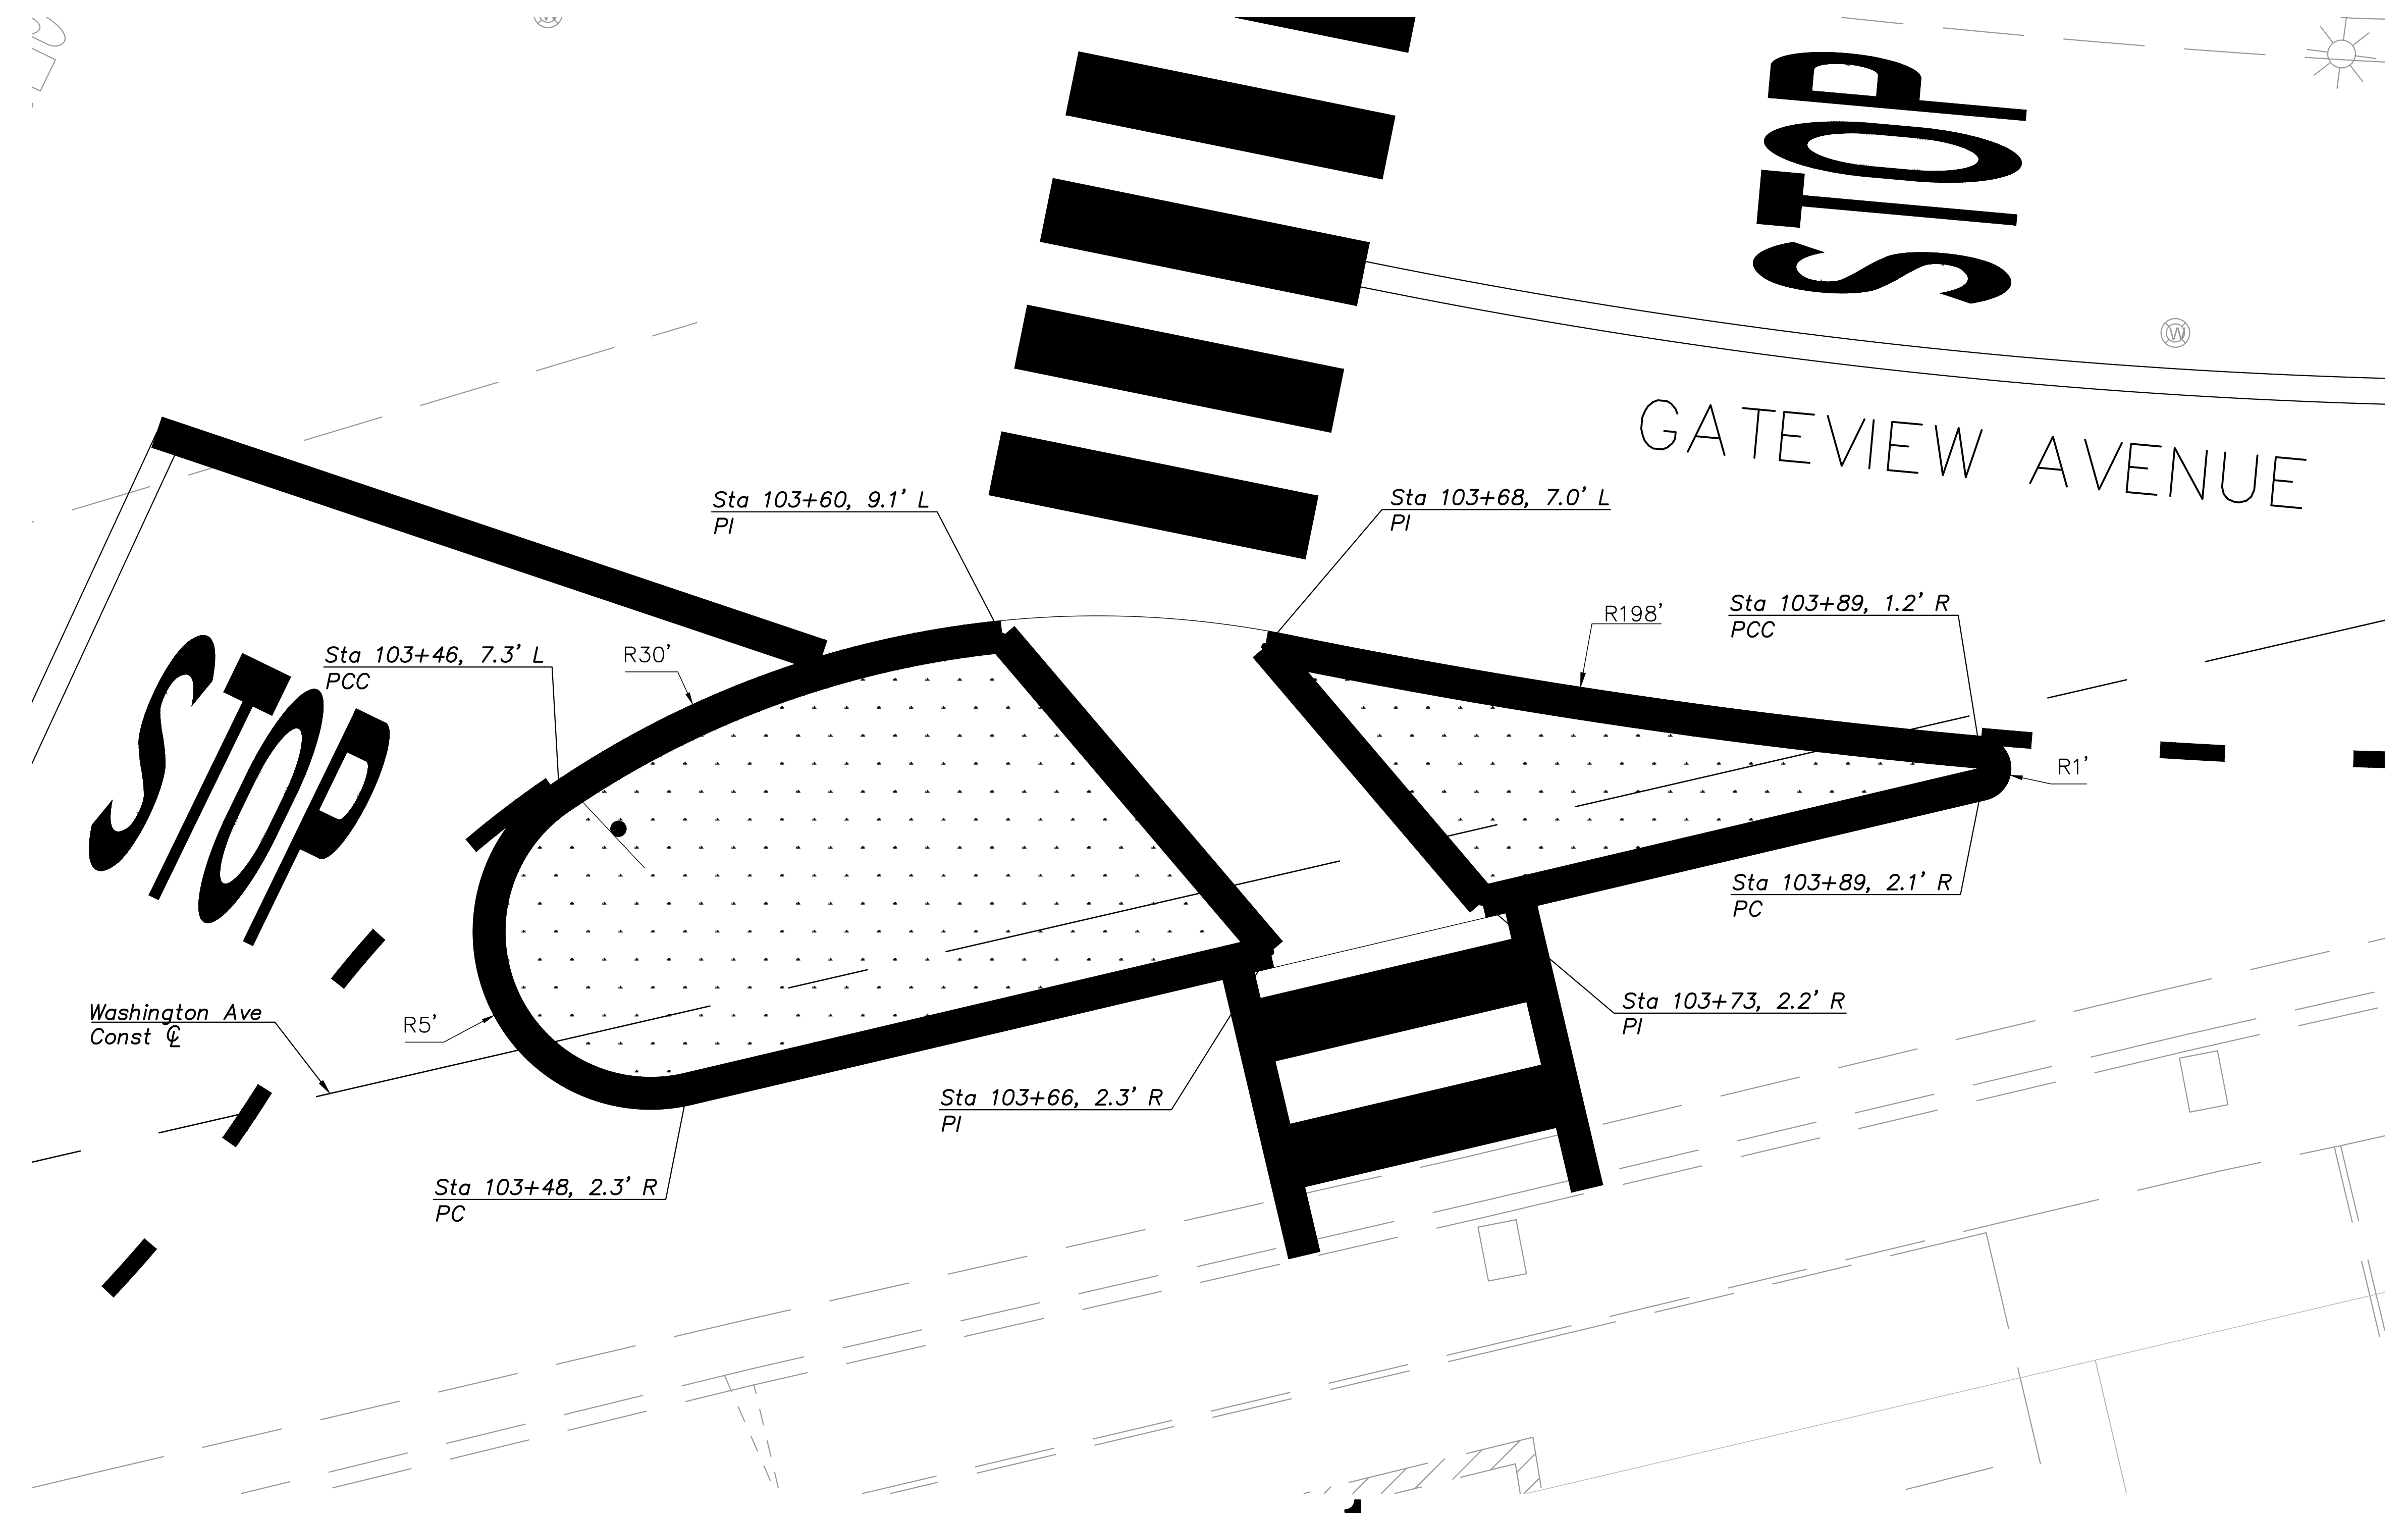 STOP
GATEVIEW AVENUE
Sta 103+60, 9.1' L
PI
Sta 103+68, 7.0' L
PI
R198'
Sta 103+89, 1.2' R
PCC
Sta 103+46, 7.3' L
PCC
R30'
STOP
R1'
Sta 103+89, 2.1' R
PC
Washington Ave
Const ℄
R5'
Sta 103+73, 2.2' R
PI
Sta 103+66, 2.3' R
PI
Sta 103+48, 2.3' R
PC
W
W